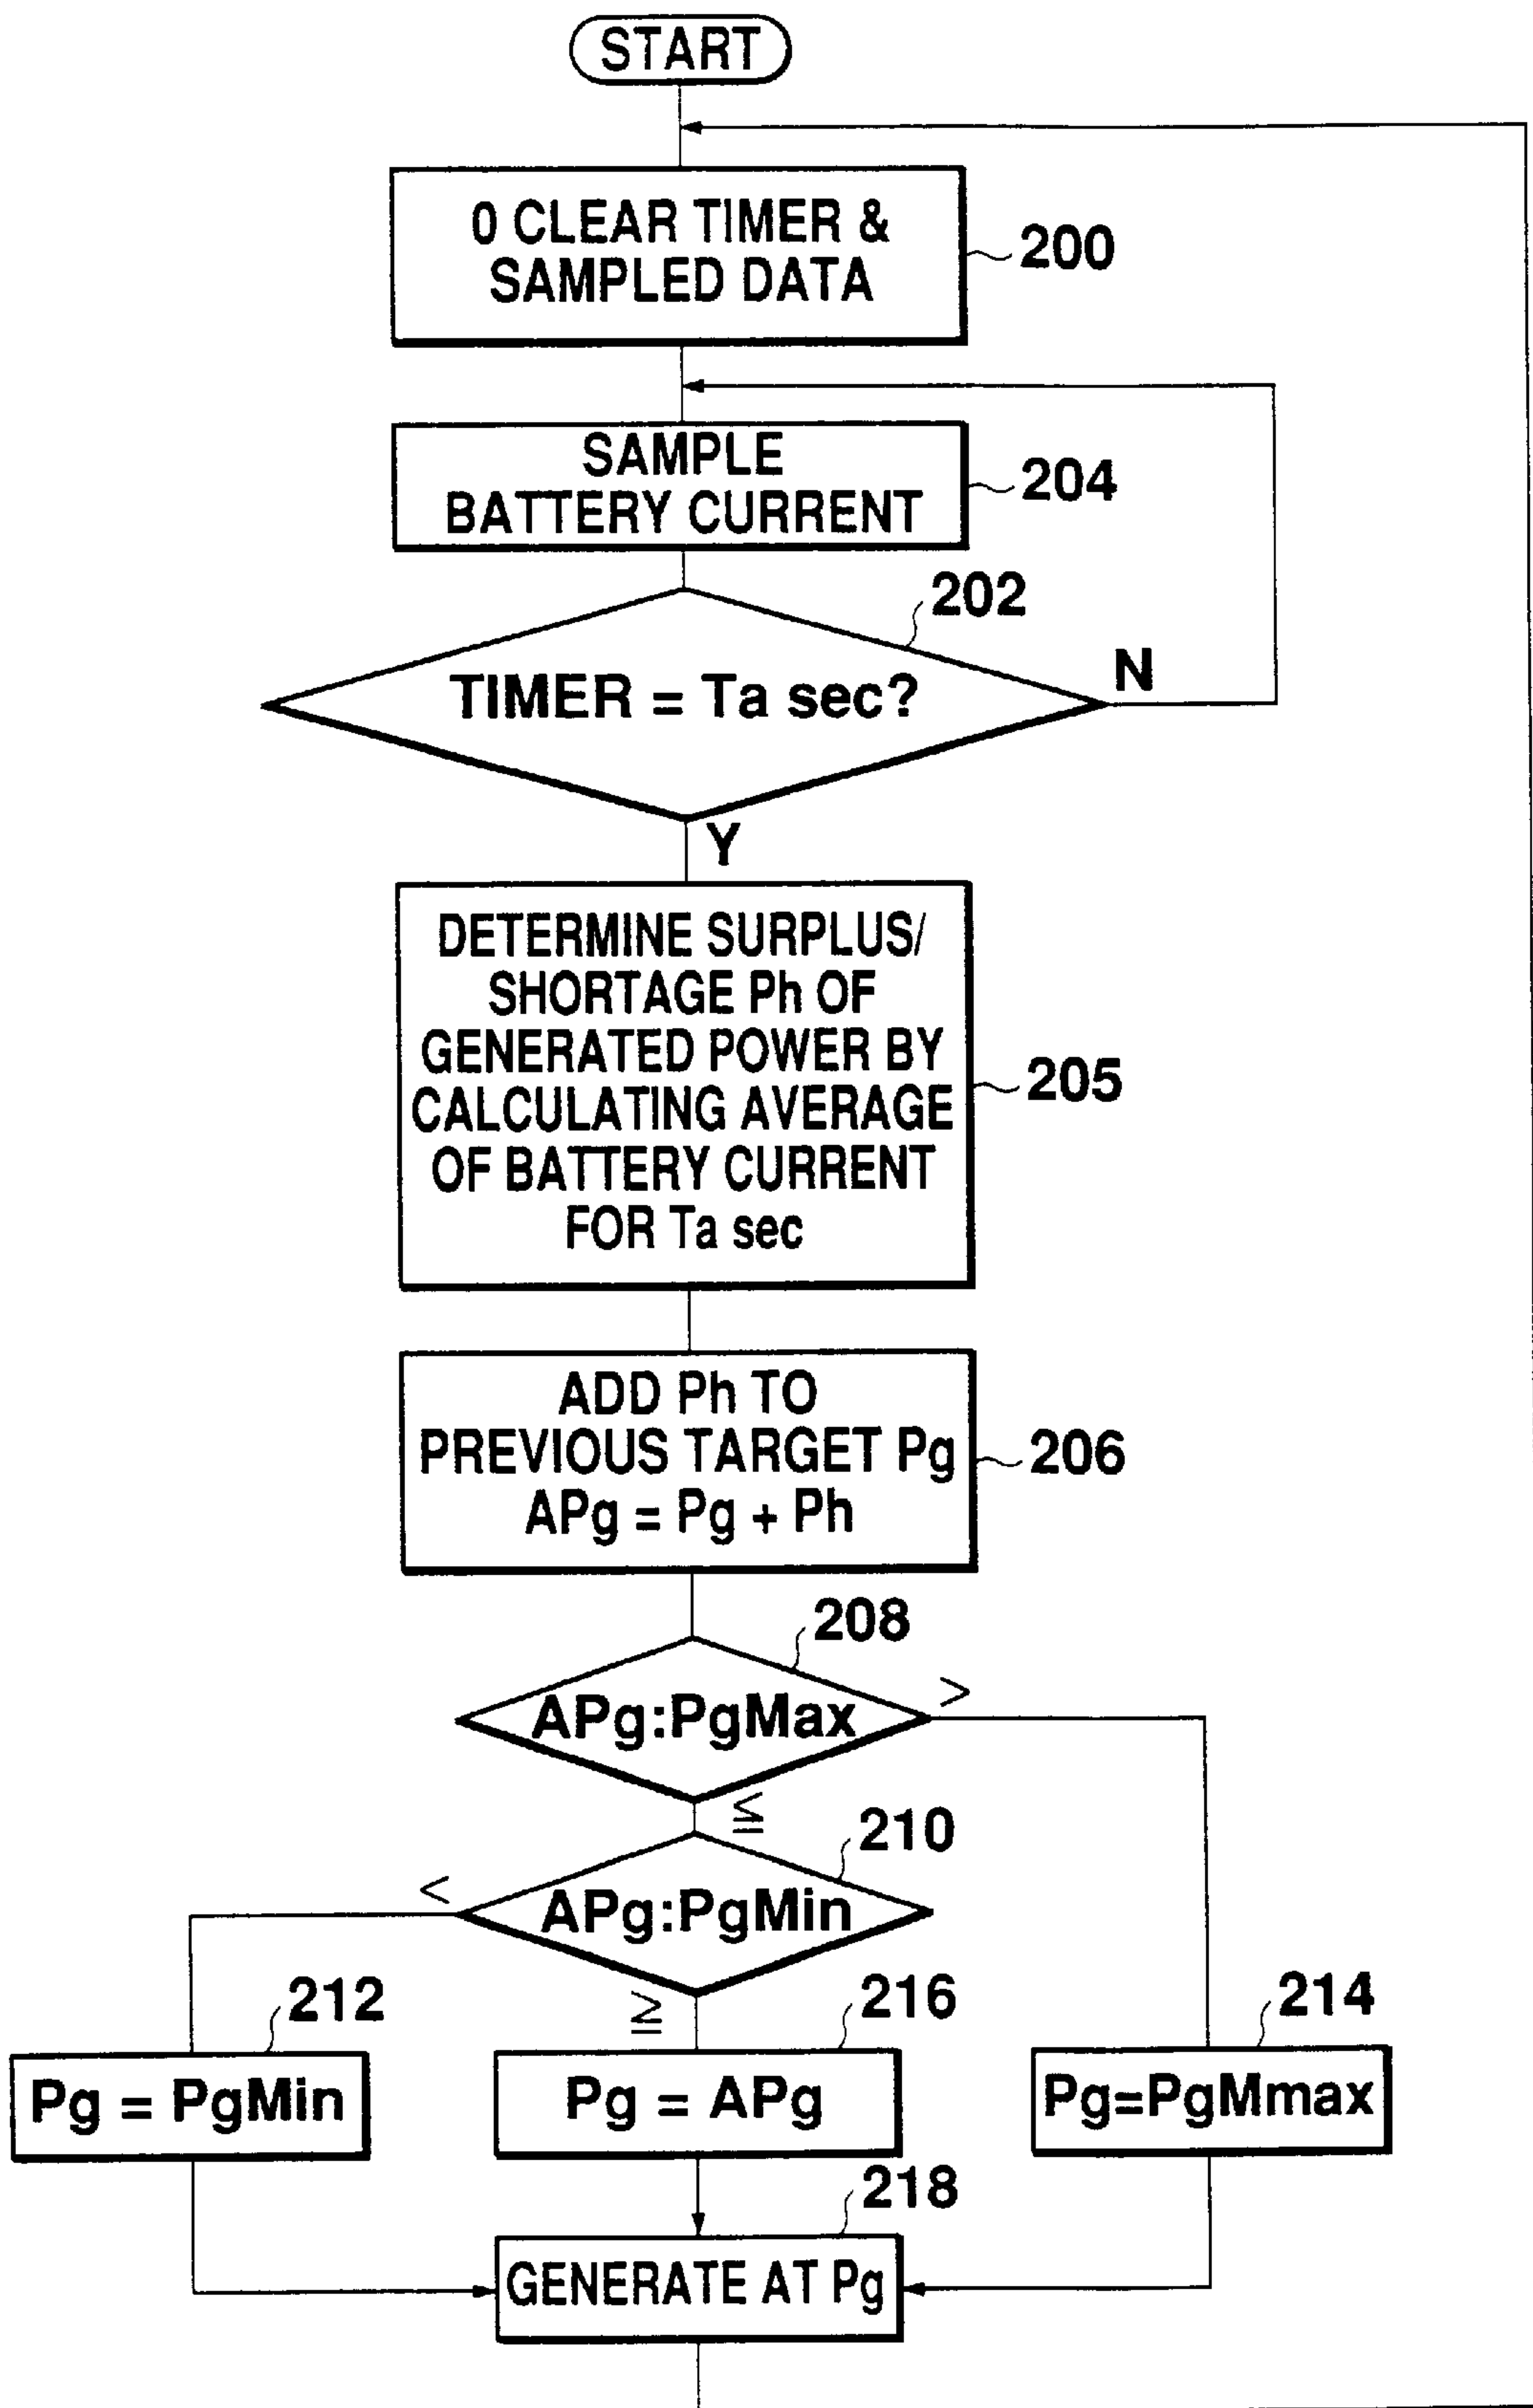 START
0 CLEAR TIMER &
SAMPLED DATA
200
SAMPLE
BATTERY CURRENT
204
202
TIMER = Ta sec?
N
Y
DETERMINE SURPLUS/
SHORTAGE Ph OF
GENERATED POWER BY
CALCULATING AVERAGE
OF BATTERY CURRENT
FOR Ta sec
205
ADD Ph TO
PREVIOUS TARGET Pg
APg = Pg + Ph
206
208
APg:PgMax
>
≦
210
<
APg:PgMin
≧
212
216
214
Pg = PgMin
Pg = APg
Pg=PgMmax
218
GENERATE AT Pg